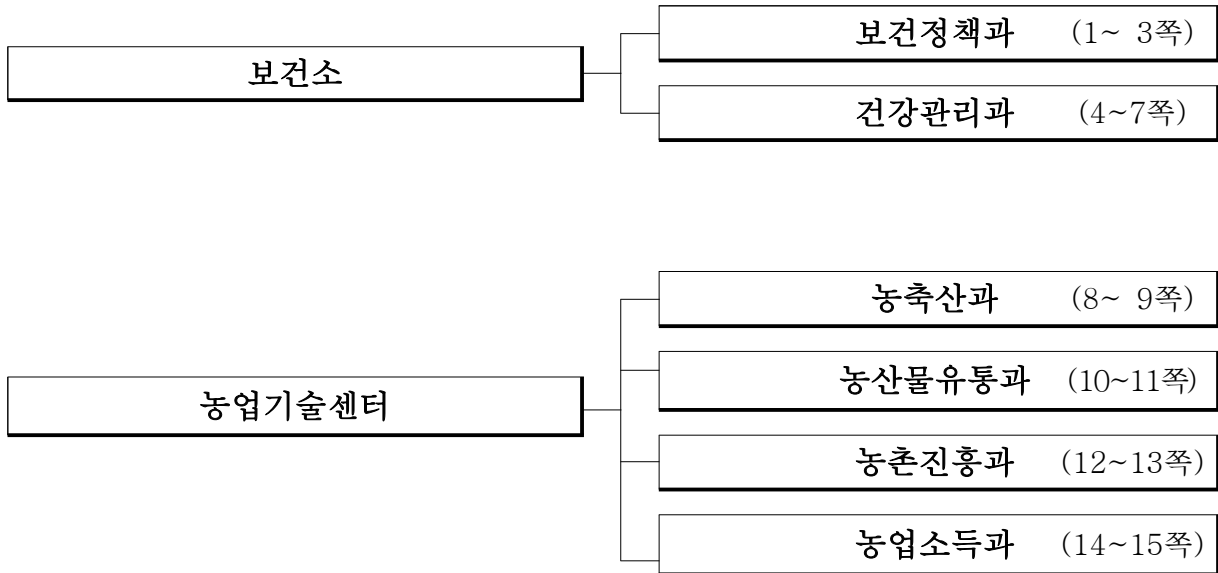 보건소
보건정책과 (1~ 3쪽)
건강관리과 (4~7쪽)
농업기술센터
농축산과 (8~ 9쪽)
농산물유통과 (10~11쪽)
농촌진흥과 (12~13쪽)
농업소득과 (14~15쪽)